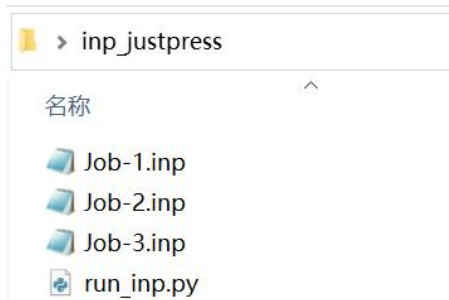 inp_justpress
名称
Job-1.inp
Job-2.inp
Job-3.inp
run_inp.py